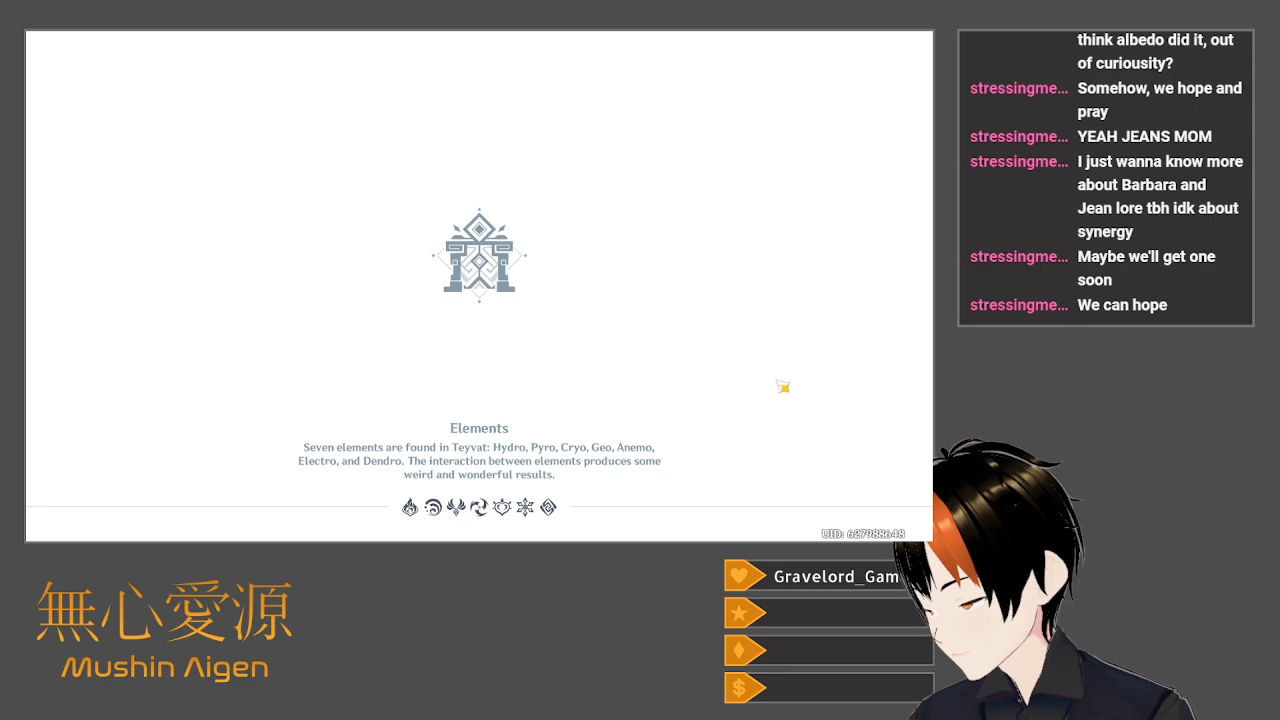 think albedo did it, out
of curiousity?
stressingme... Somehow, we hope and
pray
stressingme... YEAH JEANS MOM
stressingme... I just wanna know more
about Barbara and
Jean lore tbh idk about
synergy
stressingme... Maybe we'll get one
soon
stressingme... We can hope
Elements
Seven elements are found in Teyvat: Hydro, Pyro, Cryo, Geo, Anemo,
Electro, and Dendro. The interaction between elements produces some
weird and wonderful results.
UID: 627988648
Gravelord_Gam
無心愛源
Mushin Aigen